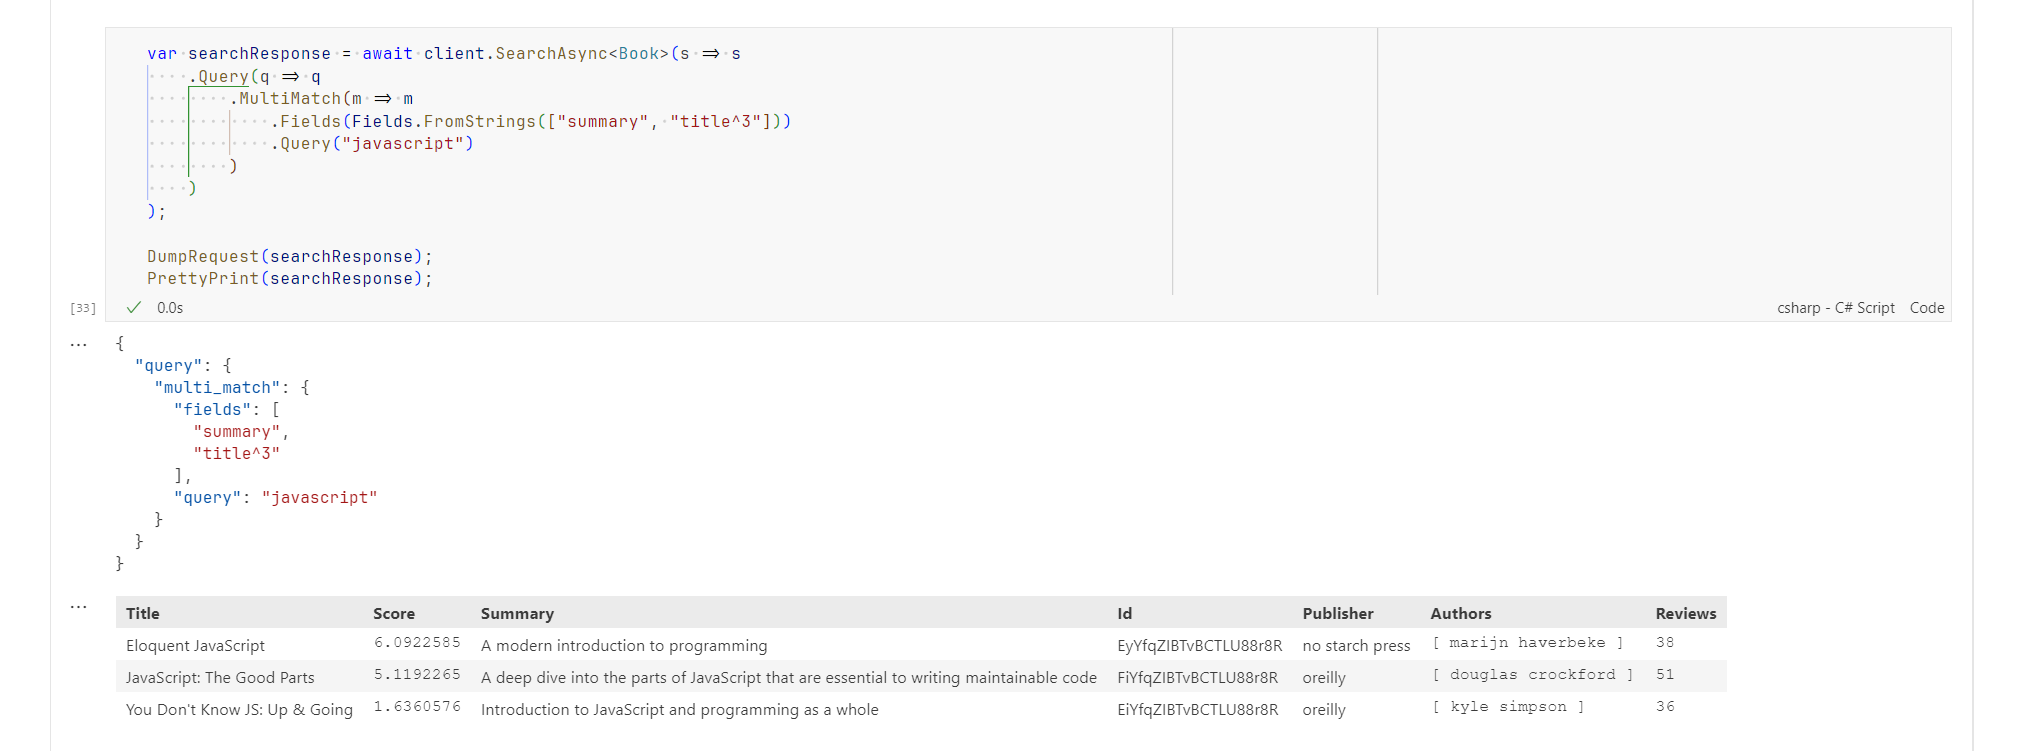 var searchResponse = await client.SearchAsync<Book>(s => s
    .Query(q => q
        .MultiMatch(m => m
            .Fields(Fields.FromStrings(["summary", "title^3"]))
            .Query("javascript")
        )
    )
);
DumpRequest(searchResponse);
PrettyPrint(searchResponse);
[33] ✓ 0.0s csharp - C# Script Code
... {
  "query": {
    "multi_match": {
      "fields": [
        "summary",
        "title^3"
      ],
      "query": "javascript"
    }
  }
}
...
Title Score Summary Id Publisher Authors Reviews
Eloquent JavaScript 6.0922585 A modern introduction to programming EyYfqZIBTvBCTLU88r8R no starch press [ marijn haverbeke ] 38
JavaScript: The Good Parts 5.1192265 A deep dive into the parts of JavaScript that are essential to writing maintainable code FiYfqZIBTvBCTLU88r8R oreilly [ douglas crockford ] 51
You Don't Know JS: Up & Going 1.6360576 Introduction to JavaScript and programming as a whole EiYfqZIBTvBCTLU88r8R oreilly [ kyle simpson ] 36